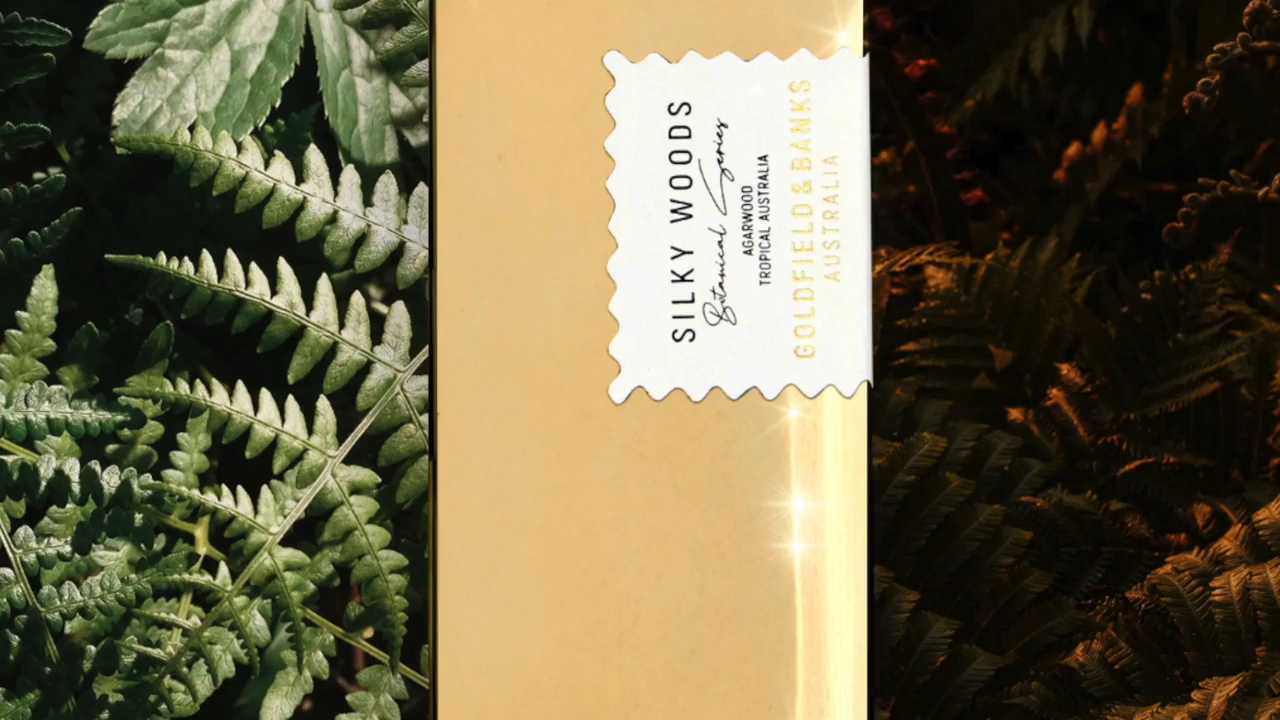 SILKY WOODS
Botanical Series
AGARWOOD
TROPICAL AUSTRALIA
GOLDFIELD & BANKS
AUSTRALIA